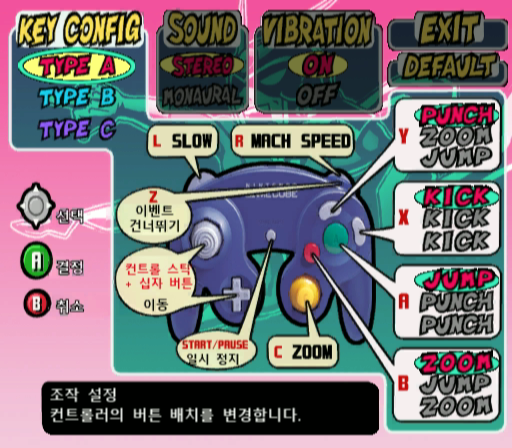 KEY CONFIG
TYPE A
TYPE B
TYPE C
SOUND
STEREO
MONAURAL
VIBRATION
ON
OFF
EXIT
DEFAULT
L SLOW
R MACH SPEED
Y
PUNCH
ZOOM
JUMP
X
KICK
KICK
KICK
A
JUMP
PUNCH
PUNCH
B
ZOOM
JUMP
ZOOM
Z
이벤트
건너뛰기
컨트롤 스틱
+ 십자 버튼
이동
START/PAUSE
일시 정지
C ZOOM
선택
A 결정
B 취소
조작 설정
컨트롤러의 버튼 배치를 변경합니다.